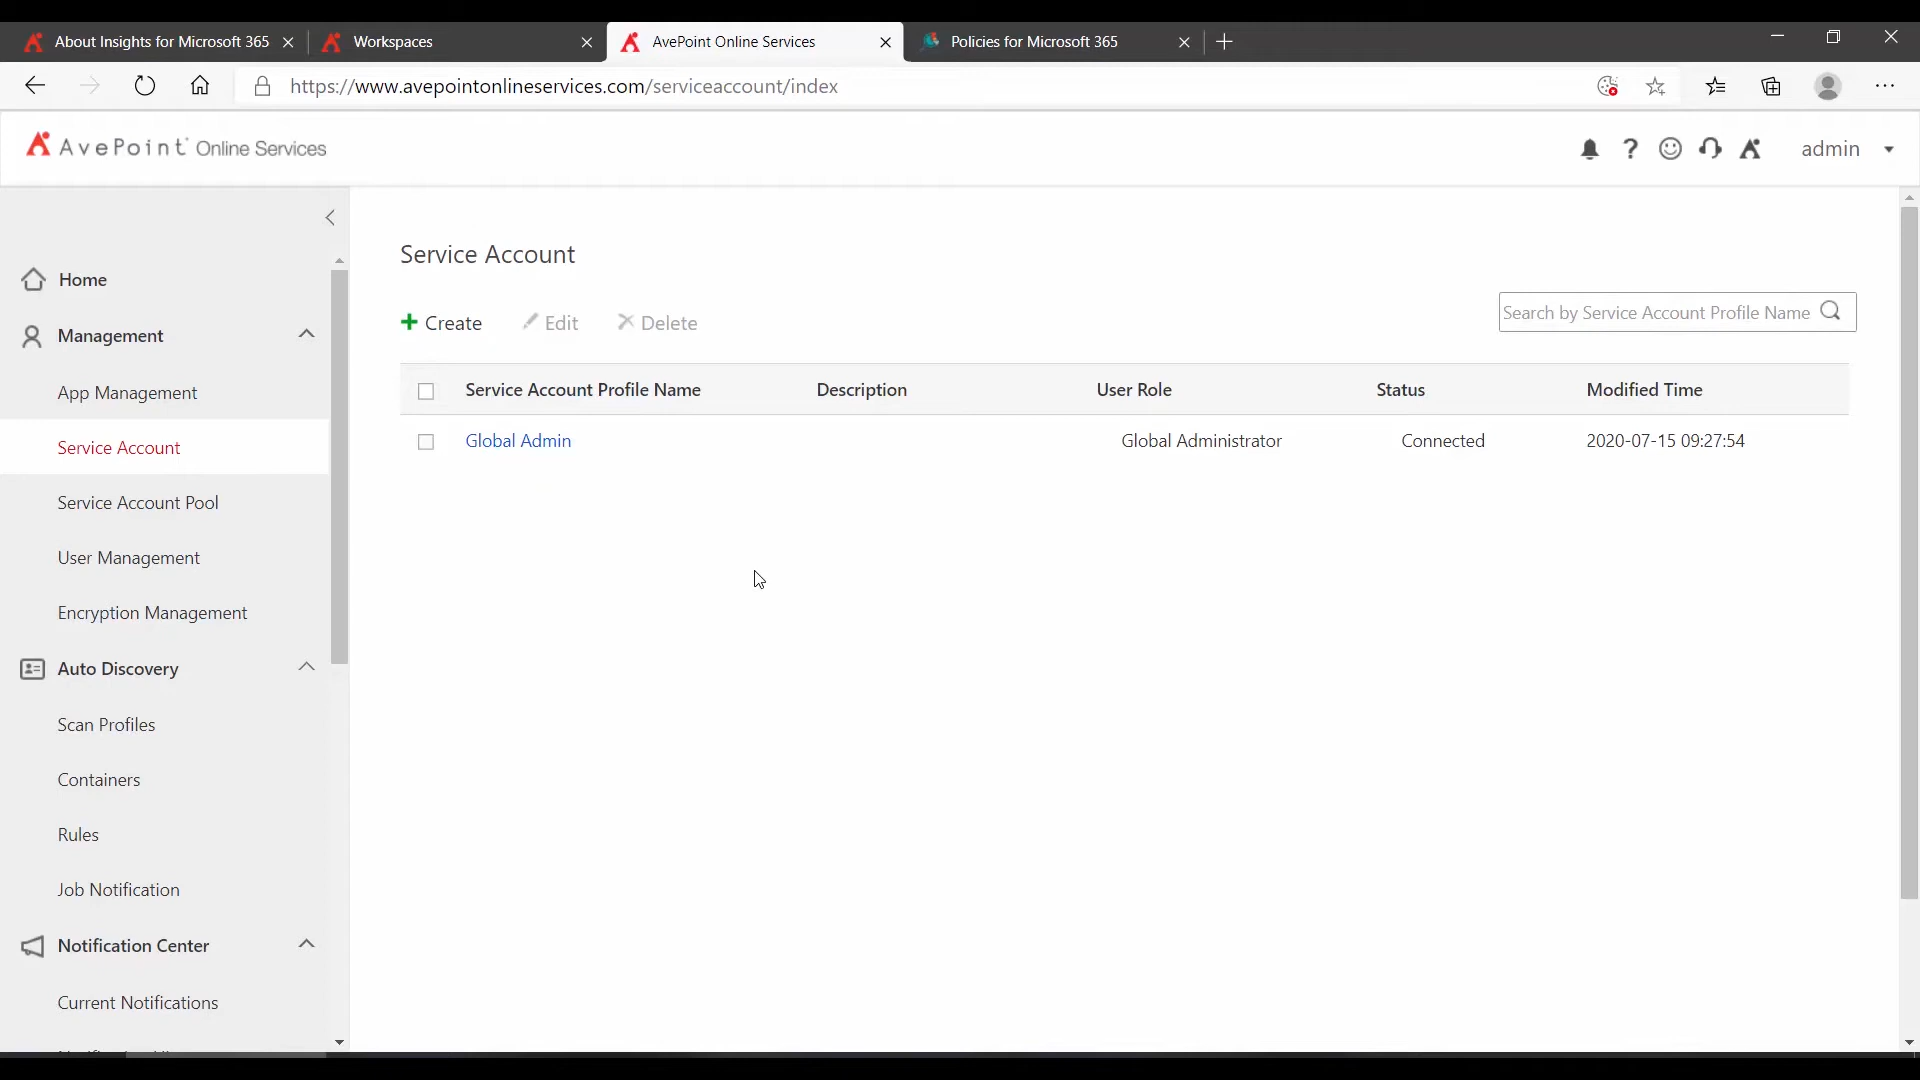 About Insights for Microsoft 365
Workspaces
AvePoint Online Services
Policies for Microsoft 365
https://www.avepointonlineservices.com/serviceaccount/index
AvePoint Online Services
admin
Home
Management
App Management
Service Account
Service Account Pool
User Management
Encryption Management
Auto Discovery
Scan Profiles
Containers
Rules
Job Notification
Notification Center
Current Notifications
Service Account
Create Edit Delete
Search by Service Account Profile Name
Service Account Profile Name Description User Role Status Modified Time
Global Admin Global Administrator Connected 2020-07-15 09:27:54